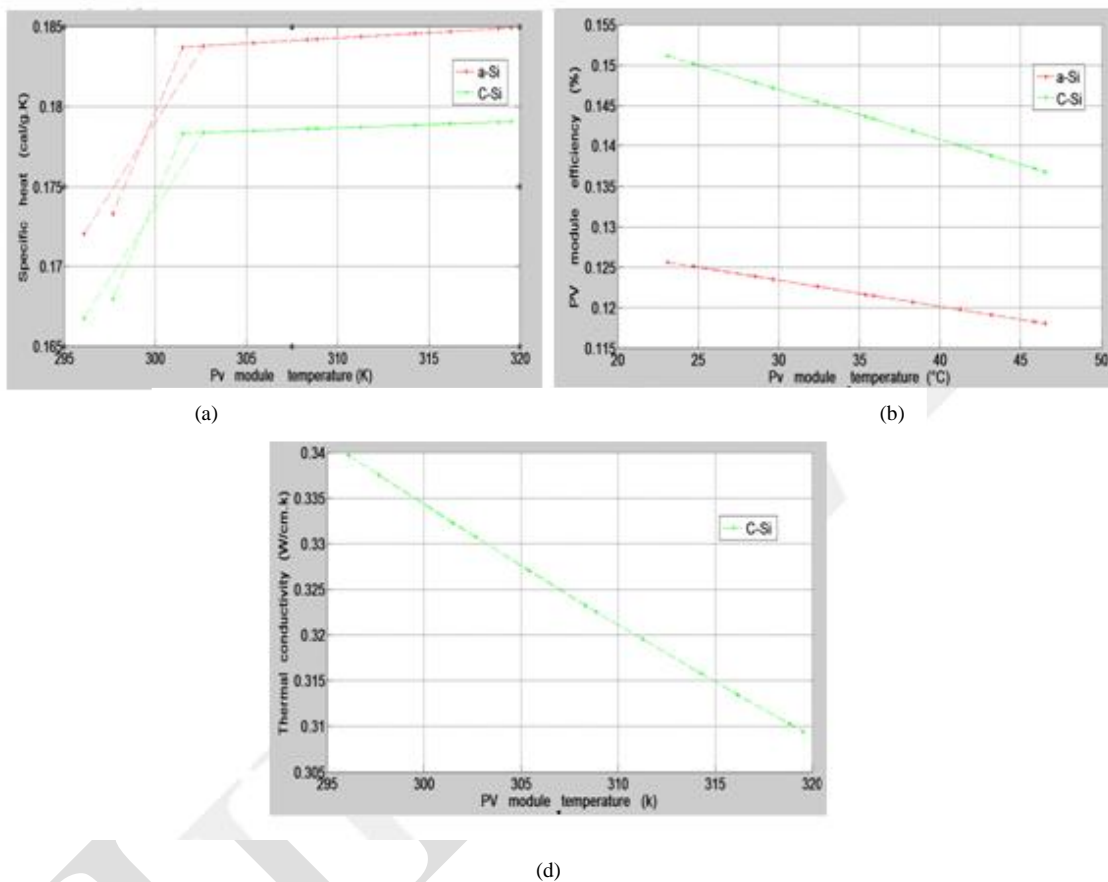 0.185
0.18
0.175
0.17
0.165
295 300 305 310 315 320
Specific heat (cal/g.K)
Pv module temperature (K)
a-Si
C-Si
(a)
0.155
0.15
0.145
0.14
0.135
0.13
0.125
0.12
0.115
20 25 30 35 40 45 50
PV module efficiency (%)
Pv module temperature (°C)
a-Si
C-Si
(b)
0.34
0.335
0.33
0.325
0.32
0.315
0.31
0.305
295 300 305 310 315 320
Thermal conductivity (W/cm.k)
PV module temperature (k)
C-Si
(d)